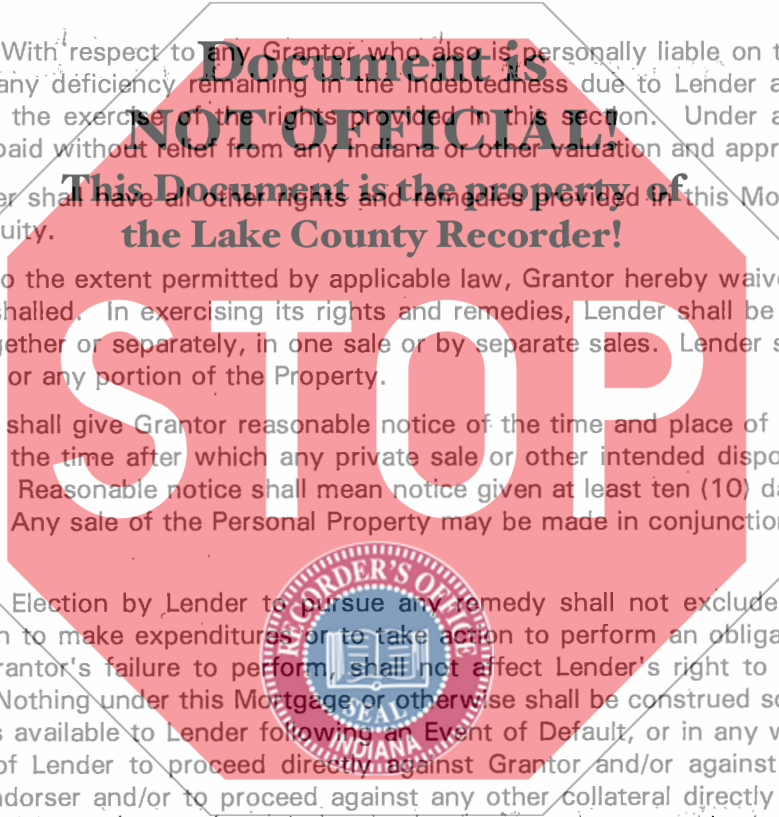 With respect to any Grantor who also is personally liable on t
any deficiency remaining in the Indebtedness due to Lender a
the exercise of the rights provided in this section. Under a
paid without relief from any Indiana or other valuation and appr
er shall have all other rights and remedies provided in this Mo
uity.
o the extent permitted by applicable law, Grantor hereby waive
shalled. In exercising its rights and remedies, Lender shall be
gether or separately, in one sale or by separate sales. Lender s
or any portion of the Property.
shall give Grantor reasonable notice of the time and place of
the time after which any private sale or other intended dispo
Reasonable notice shall mean notice given at least ten (10) da
Any sale of the Personal Property may be made in conjunction
Election by Lender to pursue any remedy shall not exclude
n to make expenditures or to take action to perform an obliga
rantor's failure to perform, shall not affect Lender's right to
Nothing under this Mortgage or otherwise shall be construed so
s available to Lender following an Event of Default, or in any w
of Lender to proceed directly against Grantor and/or against
ndorser and/or to proceed against any other collateral directly
Document is
NOT OFFICIAL!
This Document is the property of
the Lake County Recorder!
STOP
RECORDER'S OFFICE
SEAL
INDIANA